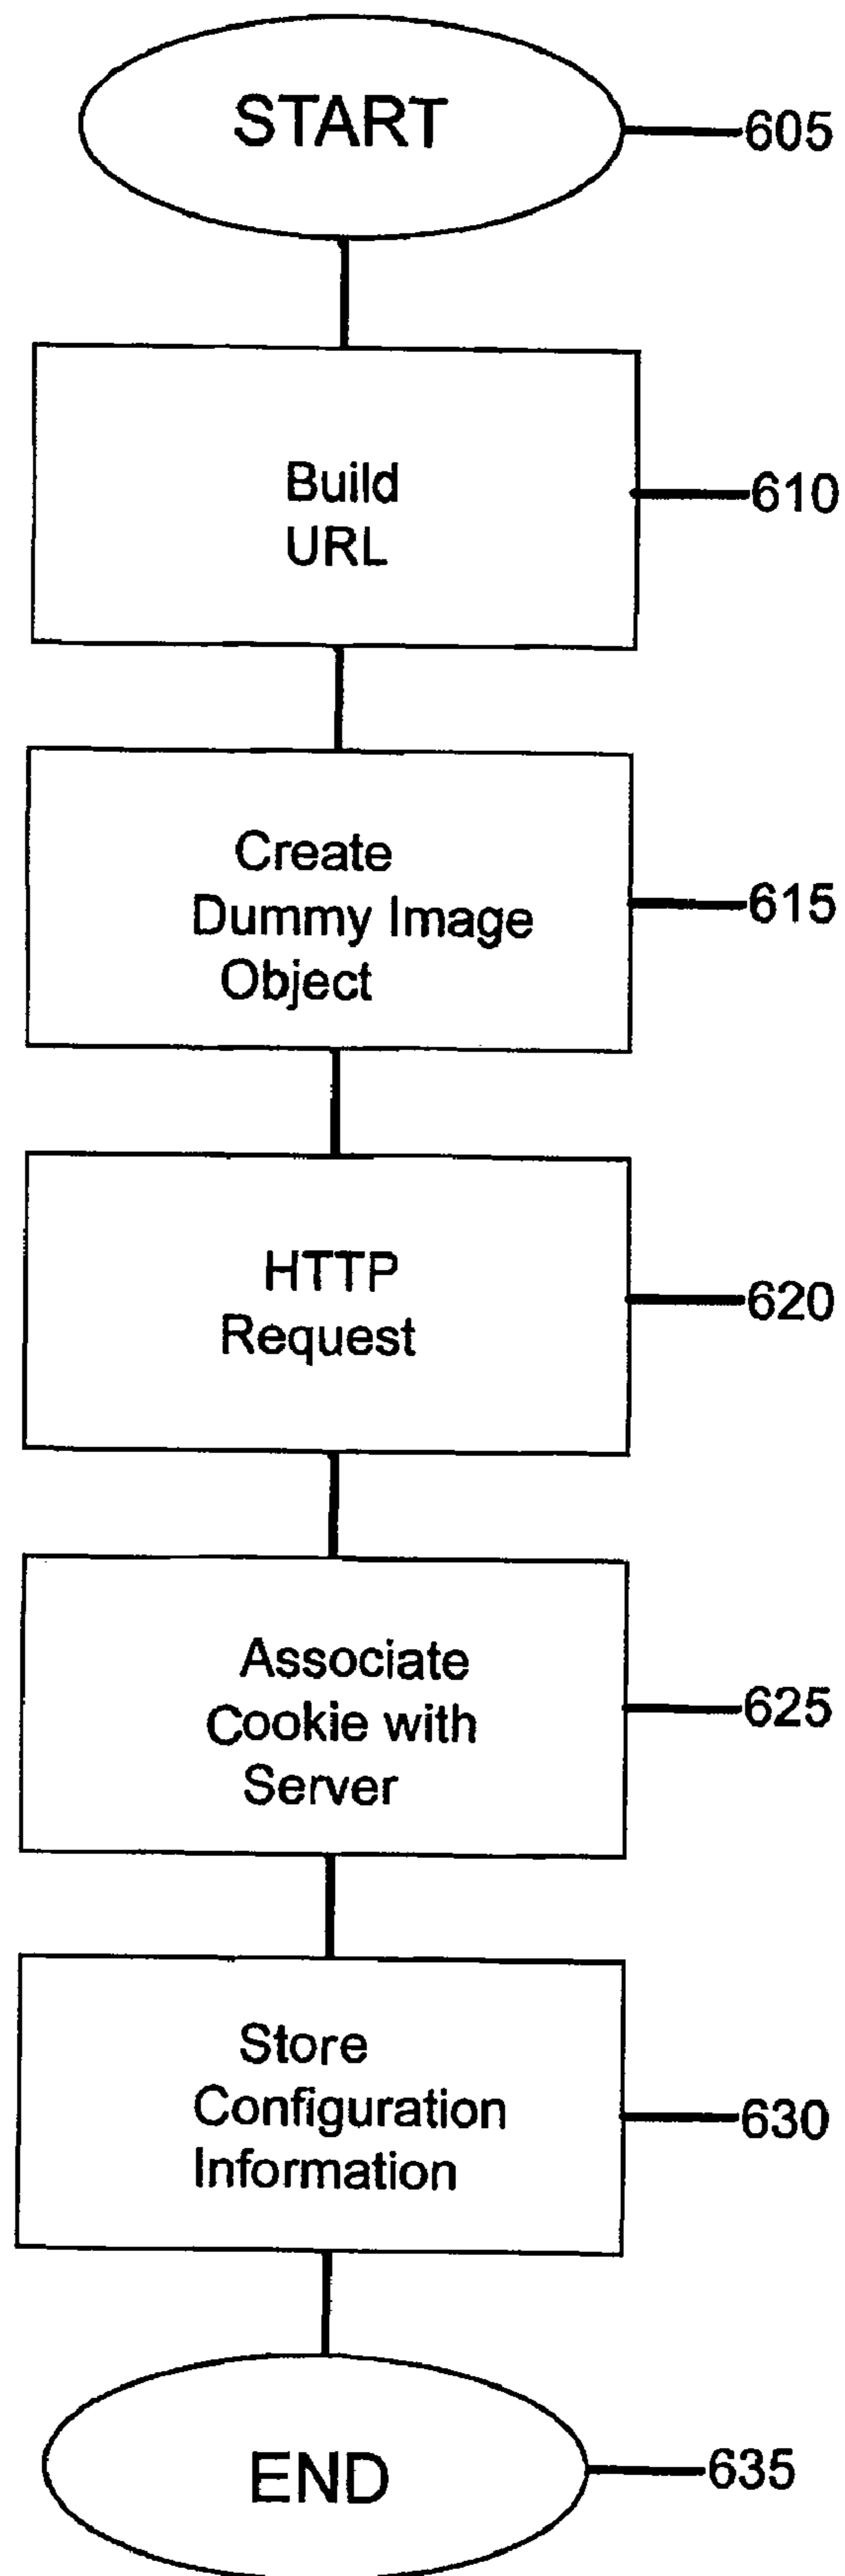 START
605
Build
URL
610
Create
Dummy Image
Object
615
HTTP
Request
620
Associate
Cookie with
Server
625
Store
Configuration
Information
630
END
635